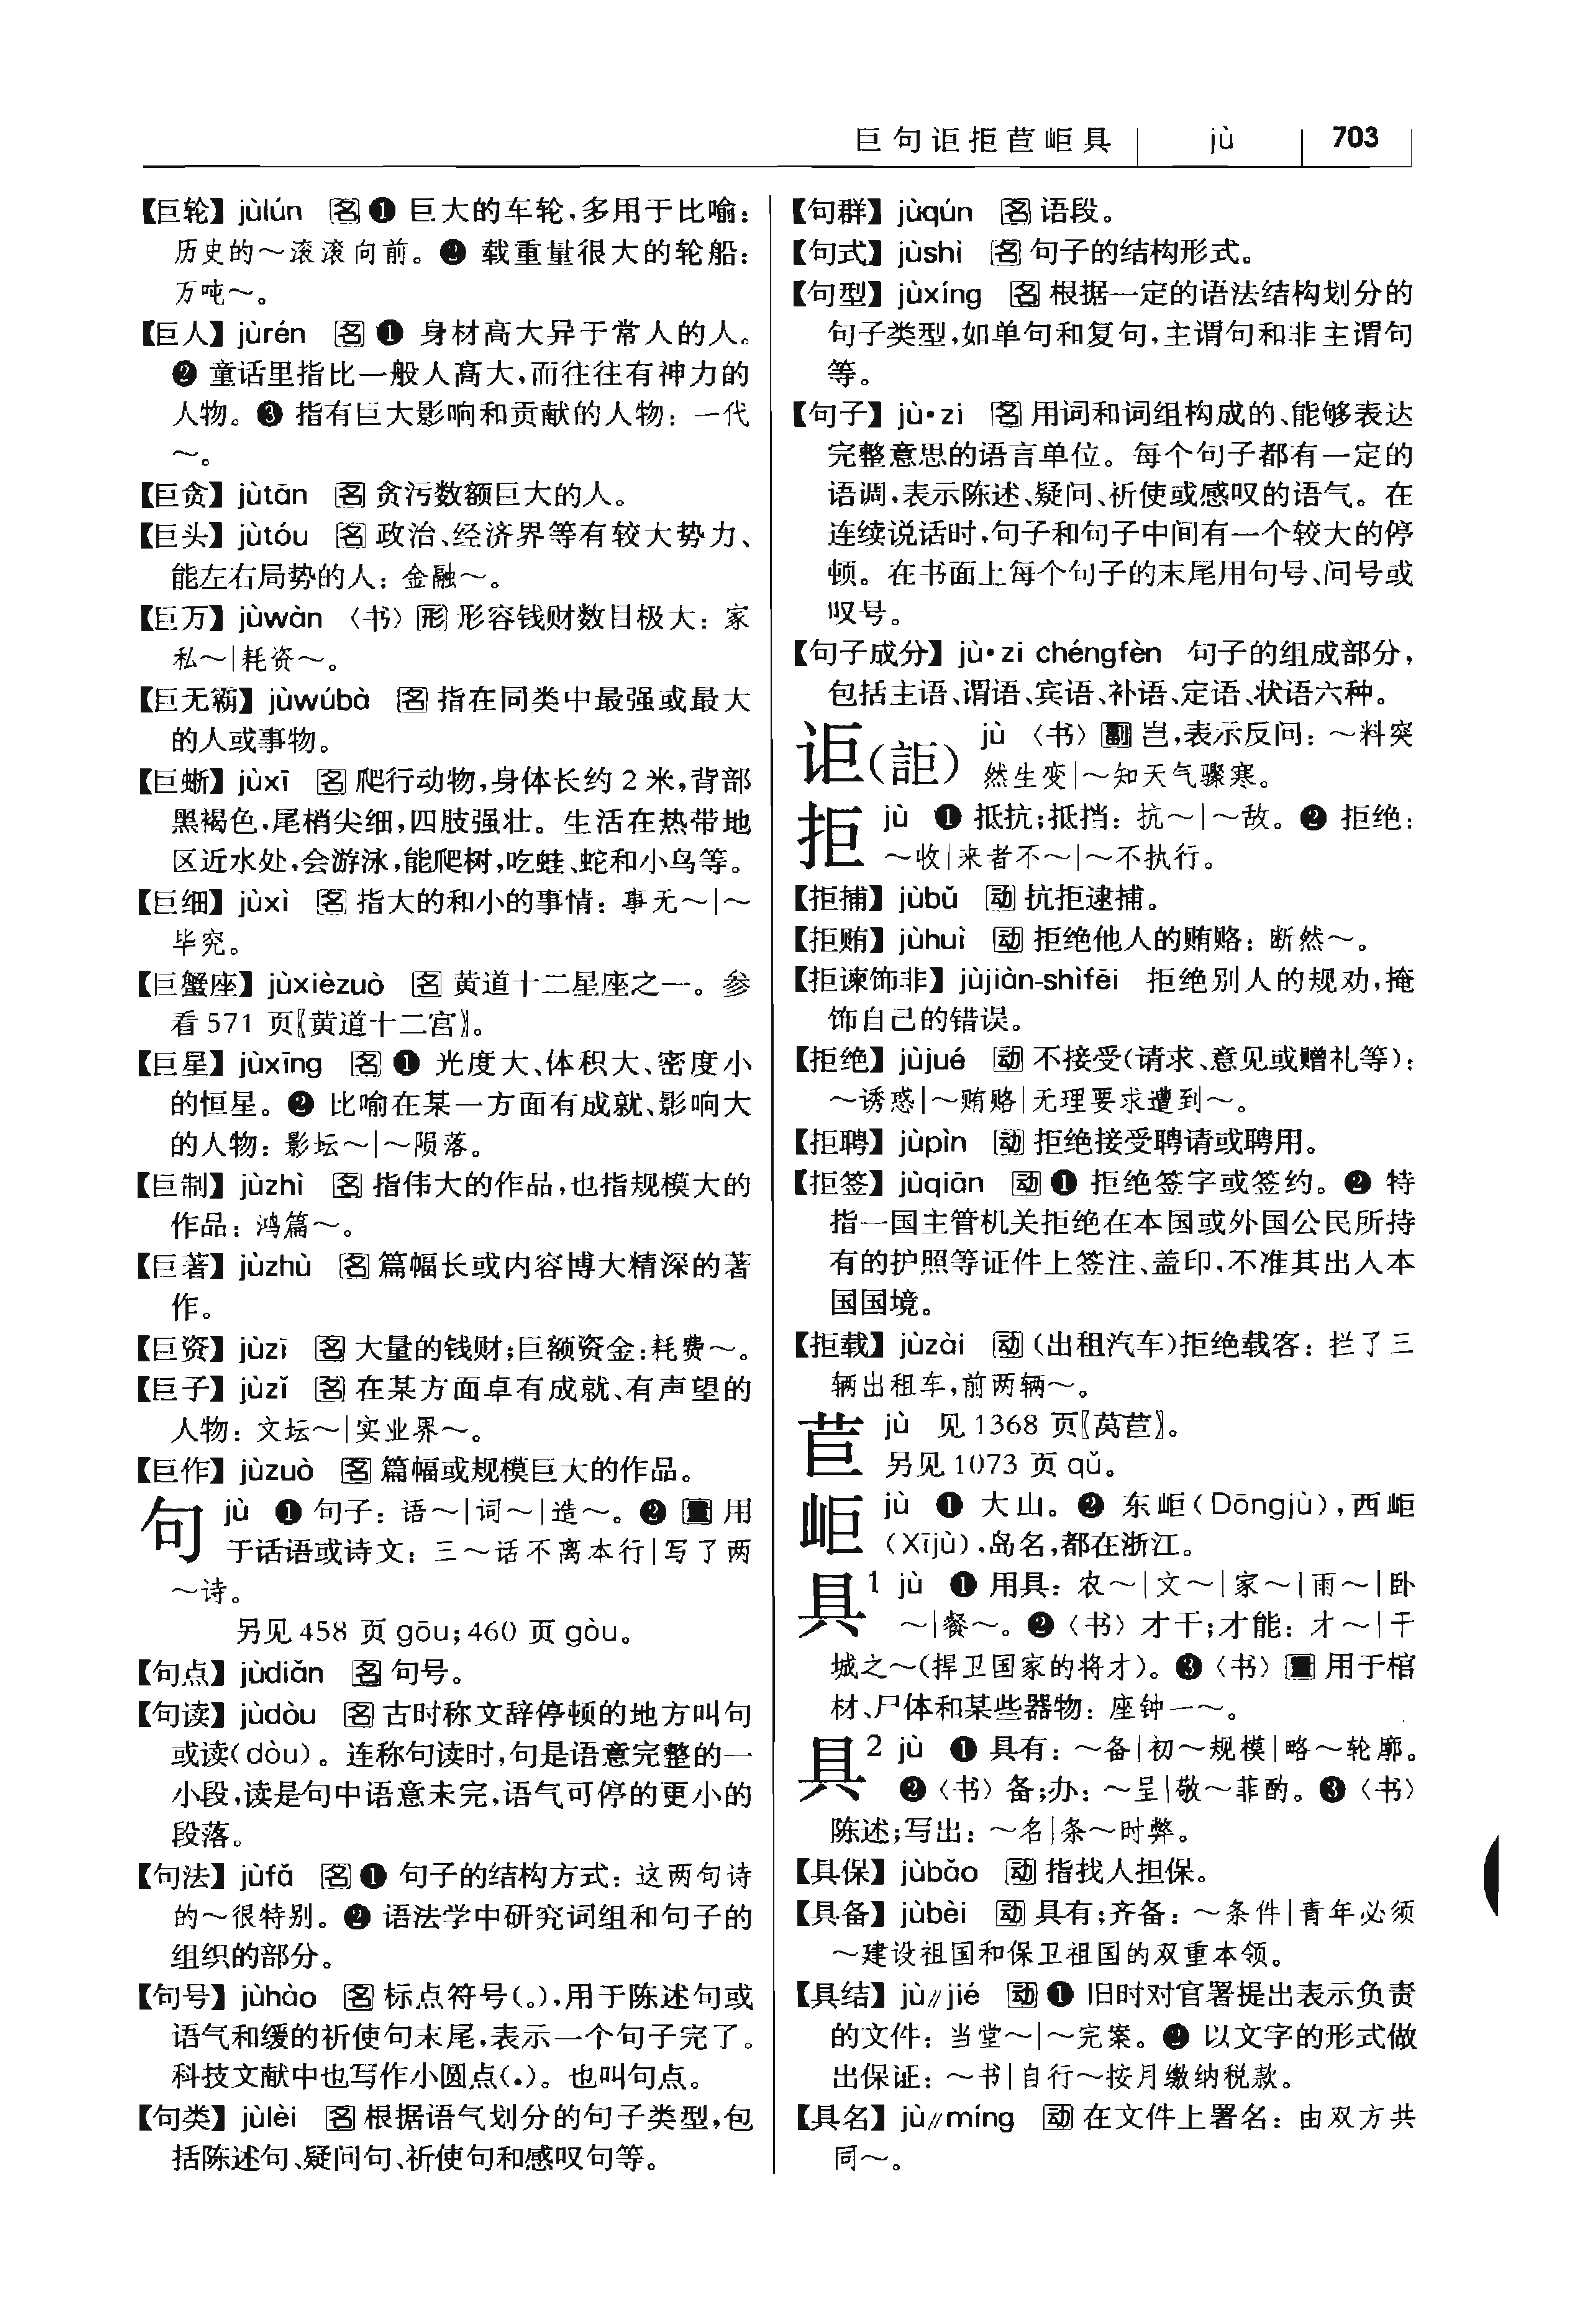 巨句讵拒苣岠具 jù 703
【巨轮】jùlún 名❶ 巨大的车轮,多用于比喻:
历史的～滚滚向前。❷ 载重量很大的轮船:
万吨～。
【巨人】jùrén 名❶ 身材高大异于常人的人。
❷ 童话里指比一般人高大,而往往有神力的
人物。❸ 指有巨大影响和贡献的人物: 一代
～。
【巨贪】jùtān 名 贪污数额巨大的人。
【巨头】jùtóu 名 政治、经济界等有较大势力、
能左右局势的人: 金融～。
【巨万】jùwàn 〈书〉形 形容钱财数目极大: 家
私～|耗资～。
【巨无霸】jùwúbà 名 指在同类中最强或最大
的人或事物。
【巨蜥】jùxī 名 爬行动物,身体长约2米,背部
黑褐色,尾梢尖细,四肢强壮。生活在热带地
区近水处,会游泳,能爬树,吃蛙、蛇和小鸟等。
【巨细】jùxì 名 指大的和小的事情: 事无～|～
毕究。
【巨蟹座】jùxièzuò 名 黄道十二星座之一。参
看571 页〖黄道十二宫〗。
【巨星】jùxīng 名❶ 光度大、体积大、密度小
的恒星。❷ 比喻在某一方面有成就、影响大
的人物: 影坛～|～陨落。
【巨制】jùzhì 名 指伟大的作品,也指规模大的
作品: 鸿篇～。
【巨著】jùzhù 名 篇幅长或内容博大精深的著
作。
【巨资】jùzī 名 大量的钱财;巨额资金:耗费～。
【巨子】jùzǐ 名 在某方面卓有成就、有声望的
人物: 文坛～|实业界～。
【巨作】jùzuò 名 篇幅或规模巨大的作品。
句 jù ❶ 句子: 语～|词～|造～。❷ 量 用
于话语或诗文: 三～话不离本行|写了两
～诗。
另见458 页 gōu;460 页 gòu。
【句点】jùdiǎn 名 句号。
【句读】jùdòu 名 古时称文辞停顿的地方叫句
或读(dòu)。连称句读时,句是语意完整的一
小段,读是句中语意未完,语气可停的更小的
段落。
【句法】jùfǎ 名❶ 句子的结构方式: 这两句诗
的～很特别。❷ 语法学中研究词组和句子的
组织的部分。
【句号】jùhào 名 标点符号(。),用于陈述句或
语气和缓的祈使句末尾,表示一个句子完了。
科技文献中也写作小圆点(.)。也叫句点。
【句类】jùlèi 名 根据语气划分的句子类型,包
括陈述句、疑问句、祈使句和感叹句等。
【句群】jùqún 名 语段。
【句式】jùshì 名 句子的结构形式。
【句型】jùxíng 名 根据一定的语法结构划分的
句子类型,如单句和复句,主谓句和非主谓句
等。
【句子】jù•zi 名 用词和词组构成的、能够表达
完整意思的语言单位。每个句子都有一定的
语调,表示陈述、疑问、祈使或感叹的语气。在
连续说话时,句子和句子中间有一个较大的停
顿。在书面上每个句子的末尾用句号、问号或
叹号。
【句子成分】jù•zi chéngfèn 句子的组成部分,
包括主语、谓语、宾语、补语、定语、状语六种。
讵(詎) jù 〈书〉副 岂,表示反问: ～料突
然生变|～知天气骤寒。
拒 jù ❶ 抵抗;抵挡: 抗～|～敌。❷ 拒绝:
～收|来者不～|～不执行。
【拒捕】jùbǔ 动 抗拒逮捕。
【拒贿】jùhuì 动 拒绝他人的贿赂: 断然～。
【拒谏饰非】jùjiàn-shìfēi 拒绝别人的规劝,掩
饰自己的错误。
【拒绝】jùjué 动 不接受(请求、意见或赠礼等):
～诱惑|～贿赂|无理要求遭到～。
【拒聘】jùpìn 动 拒绝接受聘请或聘用。
【拒签】jùqiān 动❶ 拒绝签字或签约。❷ 特
指一国主管机关拒绝在本国或外国公民所持
有的护照等证件上签注、盖印,不准其出入本
国国境。
【拒载】jùzài 动 (出租汽车)拒绝载客: 拦了三
辆出租车,前两辆～。
苣 jù 见1368 页〖莴苣〗。
另见1073 页 qǔ。
岠 jù ❶ 大山。❷ 东岠(Dōngjù),西岠
(Xījù),岛名,都在浙江。
具1 jù ❶ 用具: 农～|文～|家～|雨～|卧
～|餐～。❷〈书〉才干;才能: 才～|干
城之～(捍卫国家的将才)。❸〈书〉量 用于棺
材、尸体和某些器物: 座钟一～。
具2 jù ❶ 具有: ～备|初～规模|略～轮廓。
❷〈书〉备;办: ～呈|敬～菲酌。❸〈书〉
陈述;写出: ～名|条～时弊。
【具保】jùbǎo 动 指找人担保。
【具备】jùbèi 动 具有;齐备: ～条件|青年必须
～建设祖国和保卫祖国的双重本领。
【具结】jù∥jié 动❶ 旧时对官署提出表示负责
的文件: 当堂～|～完案。❷ 以文字的形式做
出保证: ～书|自行～按月缴纳税款。
【具名】jù∥míng 动 在文件上署名: 由双方共
同～。